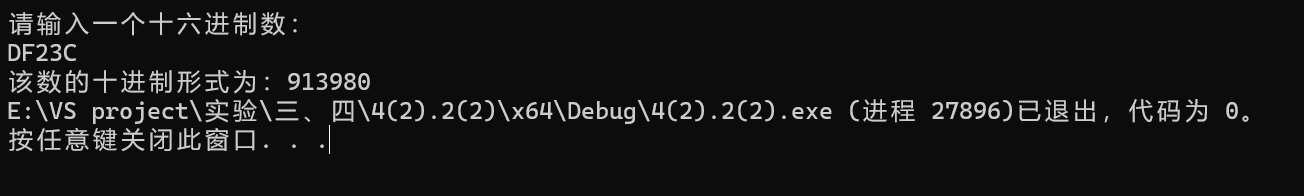 请输入一个十六进制数:
DF23C
该数的十进制形式为: 913980
E:\VS project\实验\三、四\4(2).2(2)\x64\Debug\4(2).2(2).exe (进程 27896)已退出，代码为 0。
按任意键关闭此窗口. . .